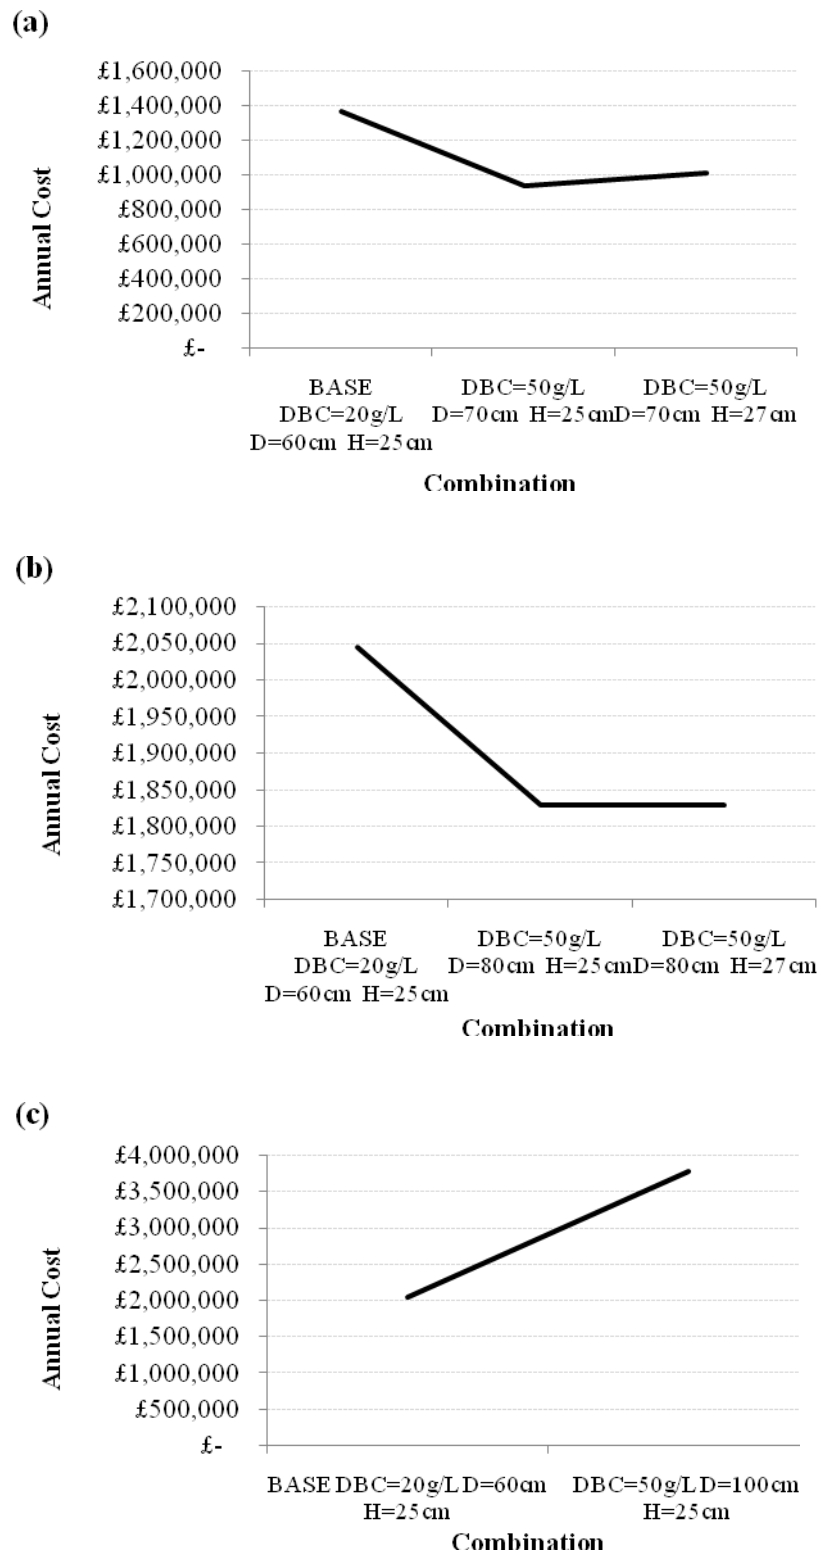 (a)
£1,600,000
£1,400,000
£1,200,000
£1,000,000
£800,000
£600,000
£400,000
£200,000
£-
Annual Cost
BASE DBC=50g/L DBC=50g/L
DBC=20g/L D=70cm H=25cm D=70cm H=27cm
D=60cm H=25cm
Combination
(b)
£2,100,000
£2,050,000
£2,000,000
£1,950,000
£1,900,000
£1,850,000
£1,800,000
£1,750,000
£1,700,000
Annual Cost
BASE DBC=50g/L DBC=50g/L
DBC=20g/L D=80cm H=25cm D=80cm H=27cm
D=60cm H=25cm
Combination
(c)
£4,000,000
£3,500,000
£3,000,000
£2,500,000
£2,000,000
£1,500,000
£1,000,000
£500,000
£-
Annual Cost
BASE DBC=20g/L D=60cm DBC=50g/L D=100cm
H=25cm H=25cm
Combination